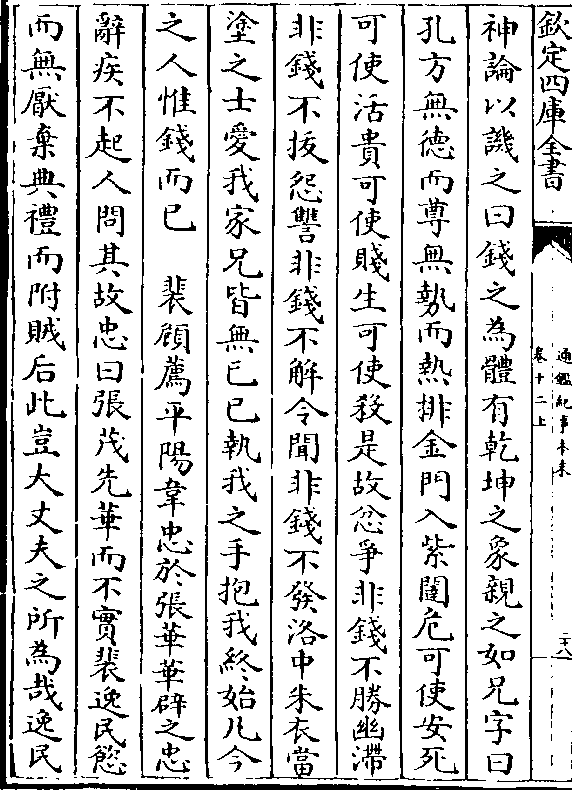 欽定四庫全書
通鑑紀事本末
卷十二上
二十八
神論以譏之曰錢之為體有乾坤之象親之如兄字曰
孔方無德而尊無勢而熱排金門入紫闥危可使安死
可使活貴可使賤生可使殺是故忿爭非錢不勝幽滯
非錢不拔怨讐非錢不解令聞非錢不發洛中朱衣當
塗之士愛我家兄皆無已已執我之手抱我終始凡今
之人惟錢而已　裴頠薦平陽韋忠於張華華辟之忠
辭疾不起人問其故忠曰張茂先華而不實裴逸民慾
而無厭棄典禮而附賊后此豈大丈夫之所為哉逸民